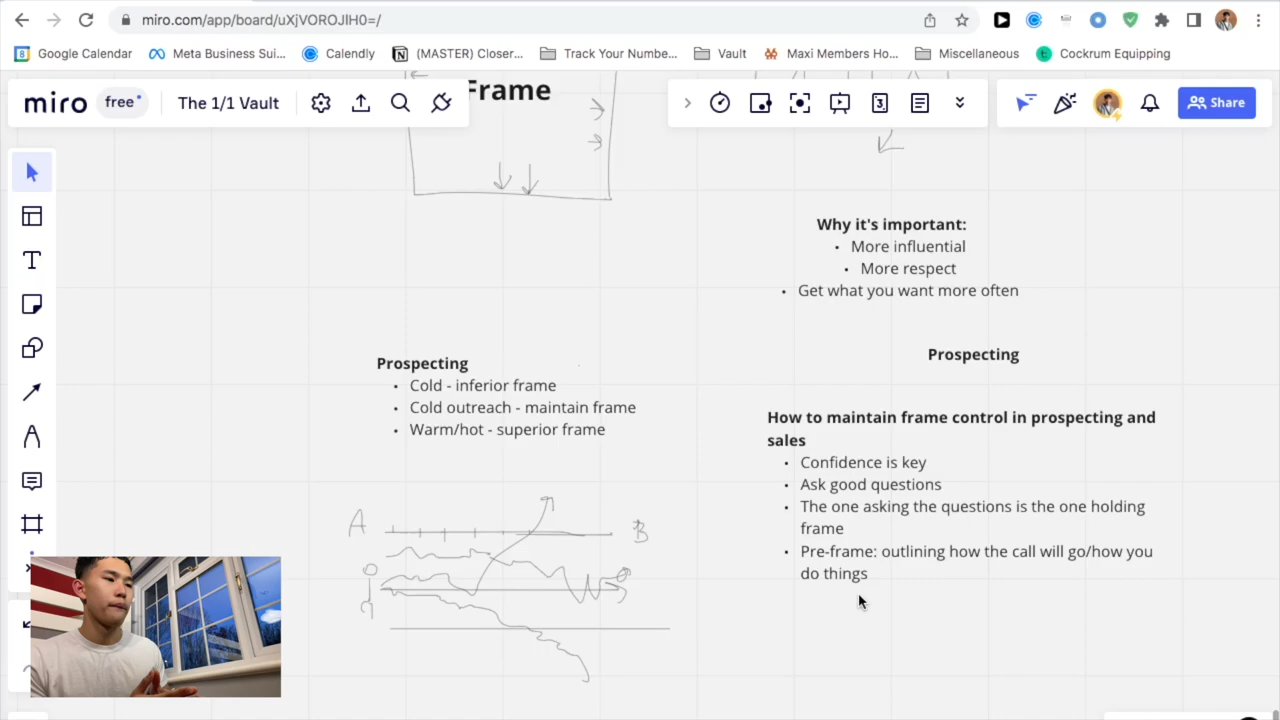 miro.com/app/board/uXjVOROJIH0=/
8 Google Calendar
Meta Business Sui...
Calendly
(MASTER) Closer...
Track Your Numbe...
Vault
Maxi Members Ho...
Miscellaneous
Cockrum Equipping
miro free The 1/1 Vault
3
Share
Frame
Why it's important:
• More influential
• More respect
• Get what you want more often
Prospecting
• Cold - inferior frame
• Cold outreach - maintain frame
• Warm/hot - superior frame
Prospecting
How to maintain frame control in prospecting and
sales
• Confidence is key
• Ask good questions
• The one asking the questions is the one holding
frame
• Pre-frame: outlining how the call will go/how you
do things
A
B